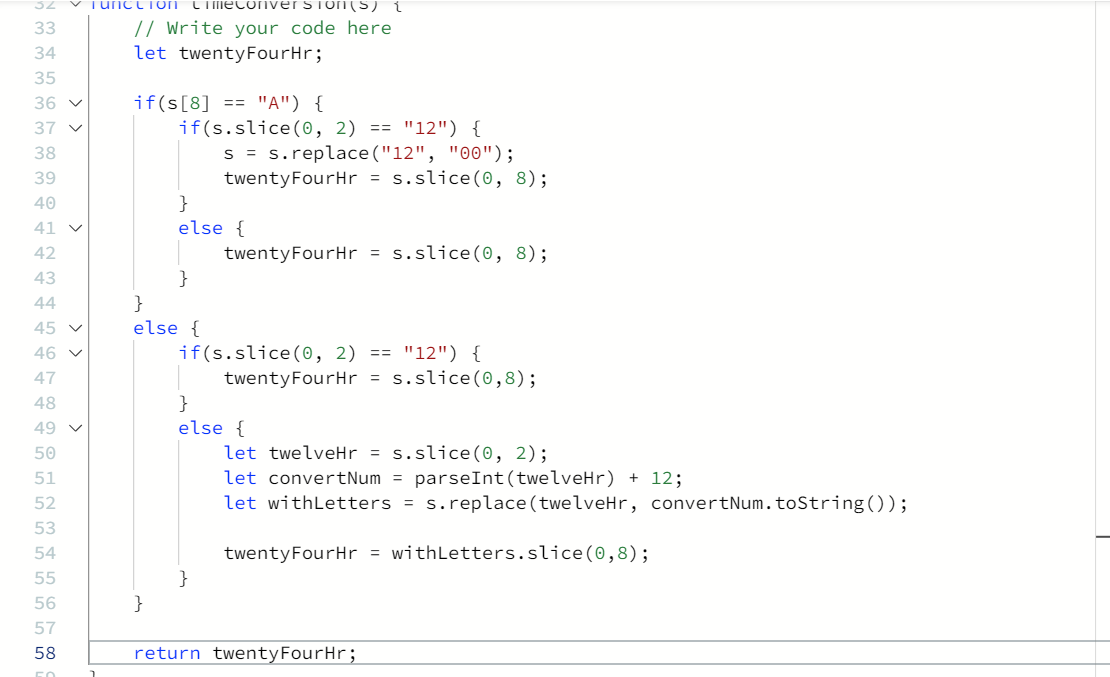 32 function timeConversion(s) {
33 // Write your code here
34 let twentyFourHr;
35
36 if(s[8] == "A") {
37 if(s.slice(0, 2) == "12") {
38 s = s.replace("12", "00");
39 twentyFourHr = s.slice(0, 8);
40 }
41 else {
42 twentyFourHr = s.slice(0, 8);
43 }
44 }
45 else {
46 if(s.slice(0, 2) == "12") {
47 twentyFourHr = s.slice(0,8);
48 }
49 else {
50 let twelveHr = s.slice(0, 2);
51 let convertNum = parseInt(twelveHr) + 12;
52 let withLetters = s.replace(twelveHr, convertNum.toString());
53
54 twentyFourHr = withLetters.slice(0,8);
55 }
56 }
57
58 return twentyFourHr;
59 }